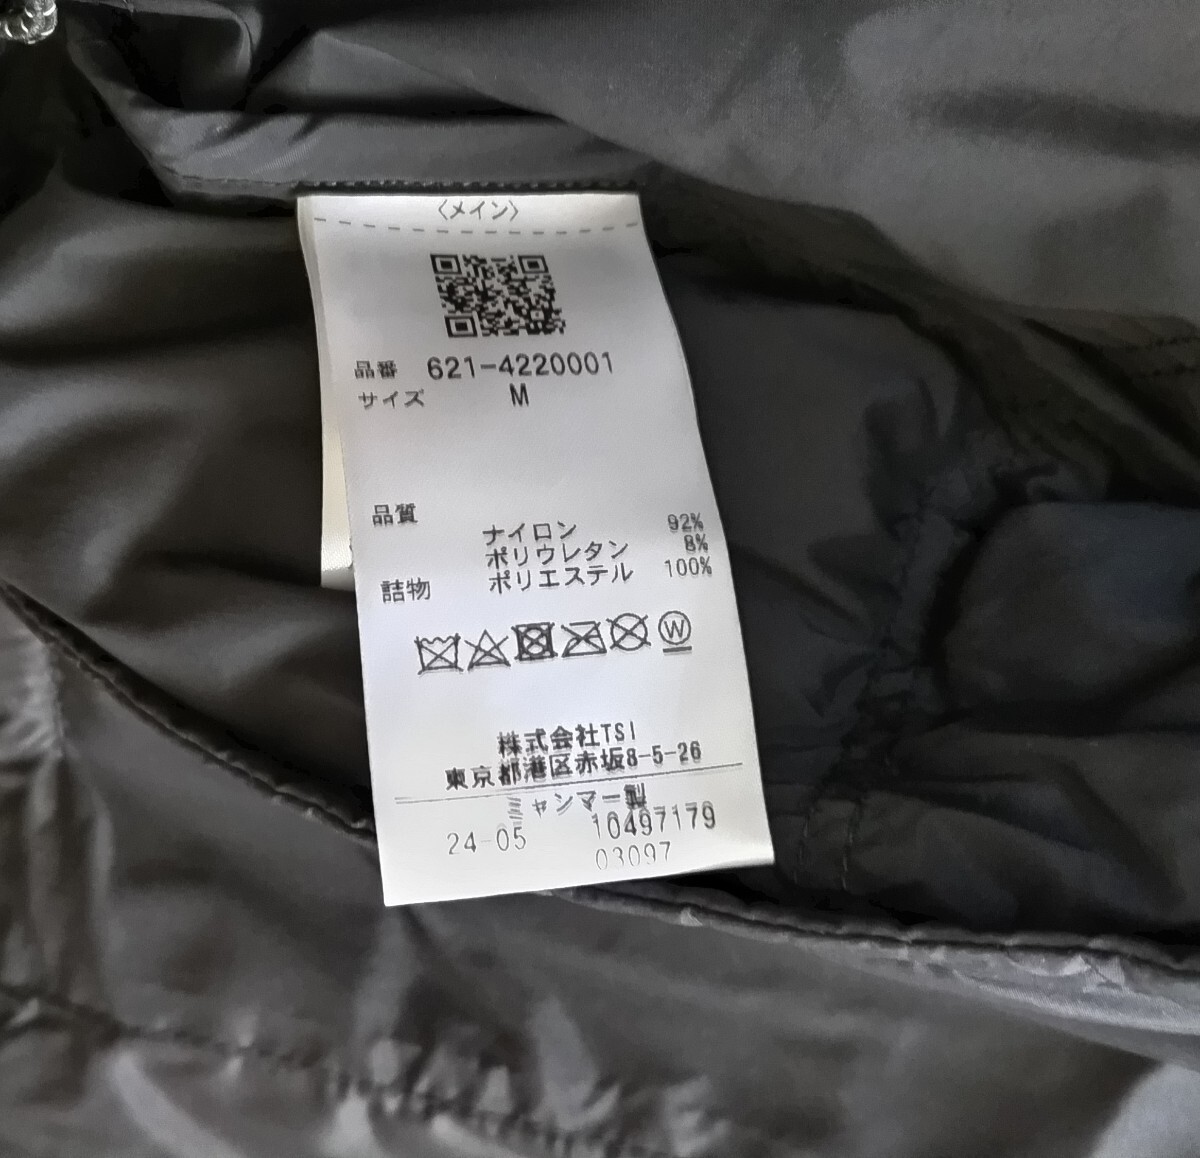 〈メイン〉
品番 621-4220001
サイズ M
品質
ナイロン 92%
ポリウレタン 8%
詰物 ポリエステル 100%
W
株式会社TSI
東京都港区赤坂8-5-26
ミャンマー製
24-05 10497179
03097